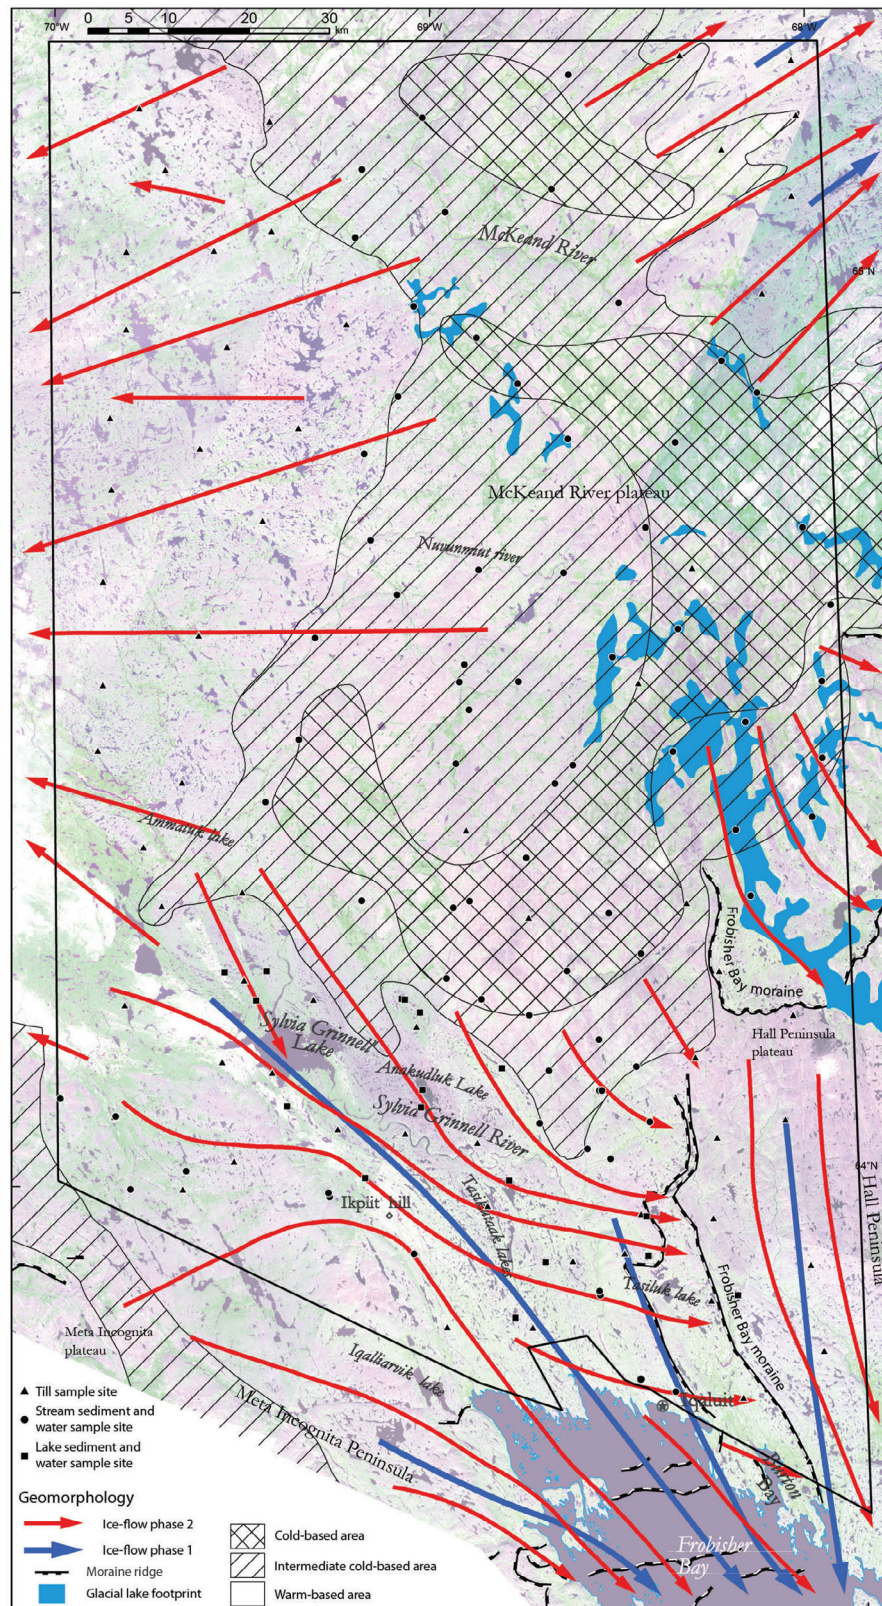 70°W
69°W
68°W
0 5 10 20 30
km
McKeand River
65°N
McKeand River plateau
Nuvunmiut river
Ammatuk lake
Frobisher Bay moraine
Sylvia Grinnell
Lake
Hall Peninsula
plateau
Anakudluk Lake
Sylvia Grinnell River
64°N
Ikpiit hill
Hall Peninsula
Tasiluk lake
Frobisher Bay moraine
Meta Incognita
plateau
Iqalliarvik lake
Meta Incognita Peninsula
Iqaluit
Burton
Bay
Frobisher
Bay
Till sample site
Stream sediment and
water sample site
Lake sediment and
water sample site
Geomorphology
Ice-flow phase 2
Ice-flow phase 1
Moraine ridge
Glacial lake footprint
Cold-based area
Intermediate cold-based area
Warm-based area